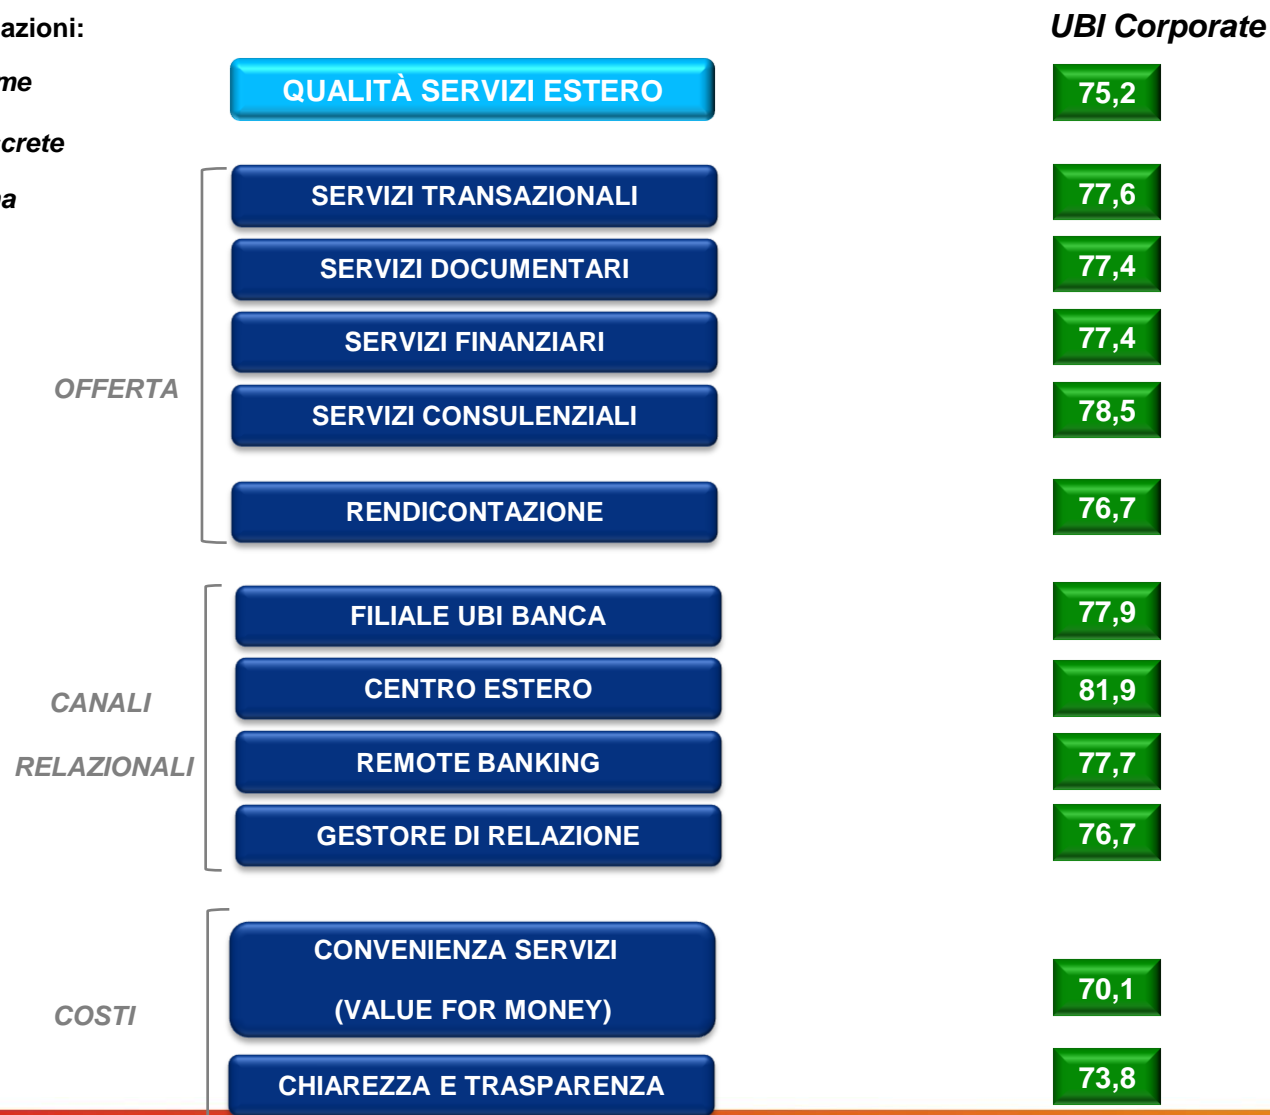 azioni:
UBI Corporate
me
QUALITÀ SERVIZI ESTERO
75,2
screte
na
SERVIZI TRANSAZIONALI
77,6
SERVIZI DOCUMENTARI
77,4
SERVIZI FINANZIARI
77,4
OFFERTA
SERVIZI CONSULENZIALI
78,5
RENDICONTAZIONE
76,7
FILIALE UBI BANCA
77,9
CENTRO ESTERO
81,9
CANALI
RELAZIONALI
REMOTE BANKING
77,7
GESTORE DI RELAZIONE
76,7
CONVENIENZA SERVIZI
(VALUE FOR MONEY)
70,1
COSTI
CHIAREZZA E TRASPARENZA
73,8